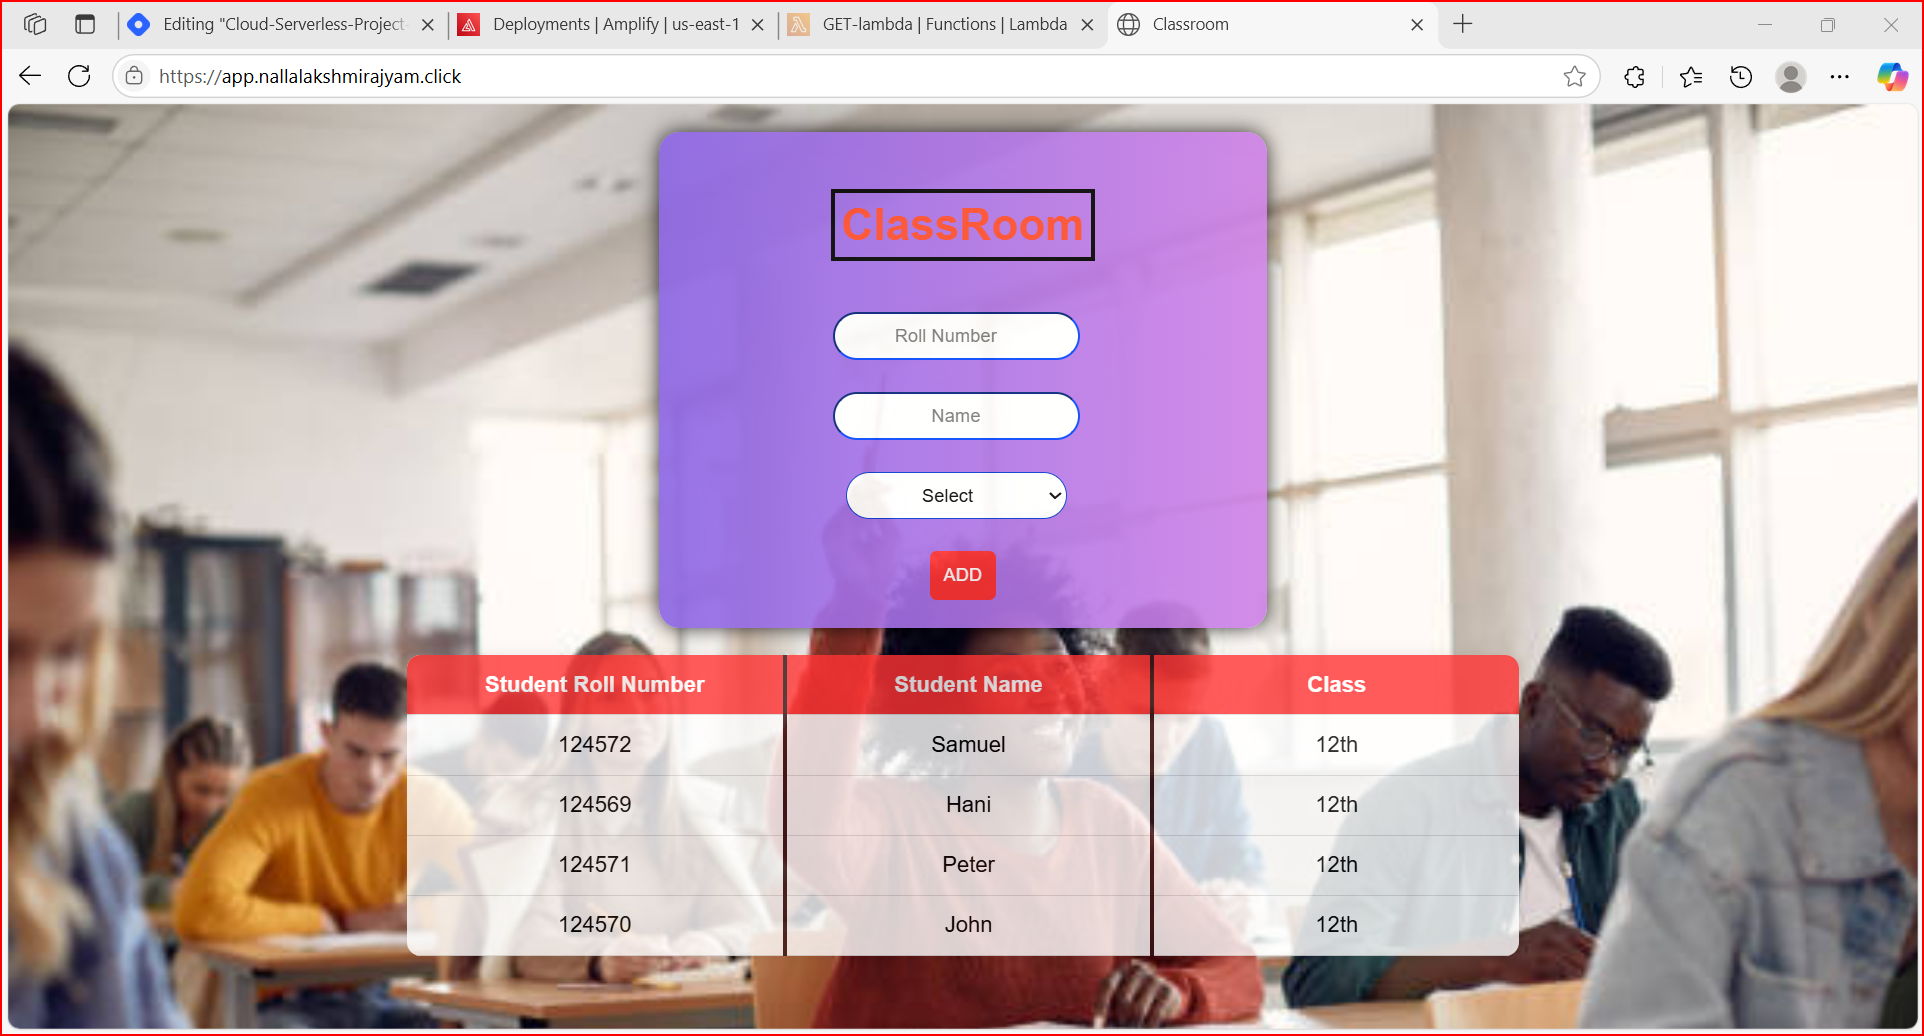 Editing "Cloud-Serverless-Project-
Deployments | Amplify | us-east-1
GET-lambda | Functions | Lambda
Classroom
https://app.nallalakshmirajyam.click
ClassRoom
Roll Number
Name
Select
ADD
Student Roll Number Student Name Class
124572 Samuel 12th
124569 Hani 12th
124571 Peter 12th
124570 John 12th